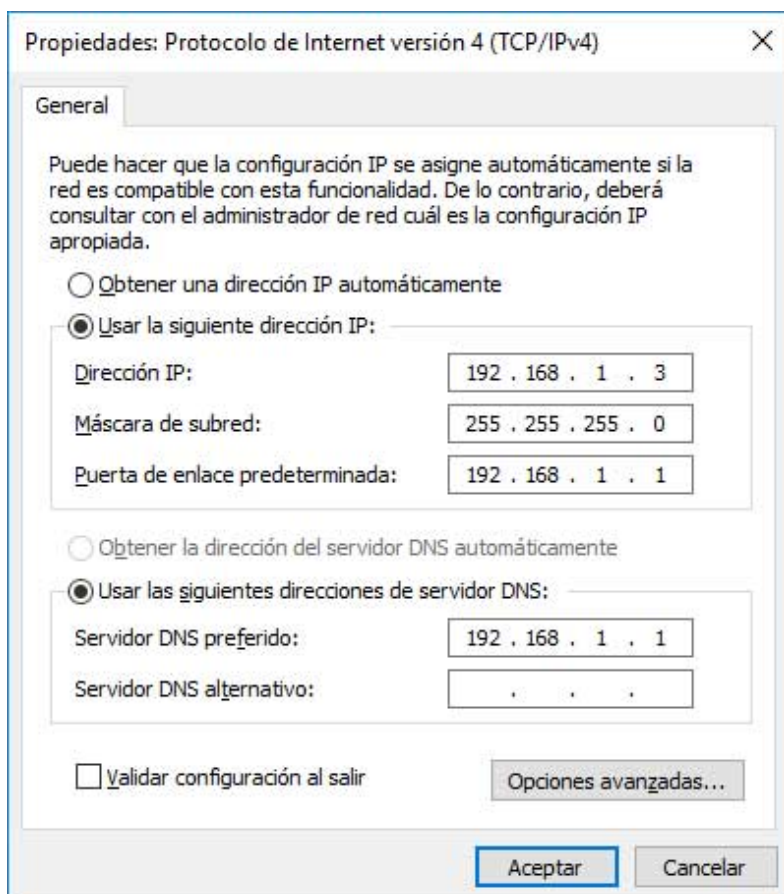 Propiedades: Protocolo de Internet versión 4 (TCP/IPv4)
General
Puede hacer que la configuración IP se asigne automáticamente si la
red es compatible con esta funcionalidad. De lo contrario, deberá
consultar con el administrador de red cuál es la configuración IP
apropiada.
Obtener una dirección IP automáticamente
Usar la siguiente dirección IP:
Dirección IP: 192 . 168 . 1 . 3
Máscara de subred: 255 . 255 . 255 . 0
Puerta de enlace predeterminada: 192 . 168 . 1 . 1
Obtener la dirección del servidor DNS automáticamente
Usar las siguientes direcciones de servidor DNS:
Servidor DNS preferido: 192 . 168 . 1 . 1
Servidor DNS alternativo: . . .
Validar configuración al salir Opciones avanzadas...
Aceptar Cancelar